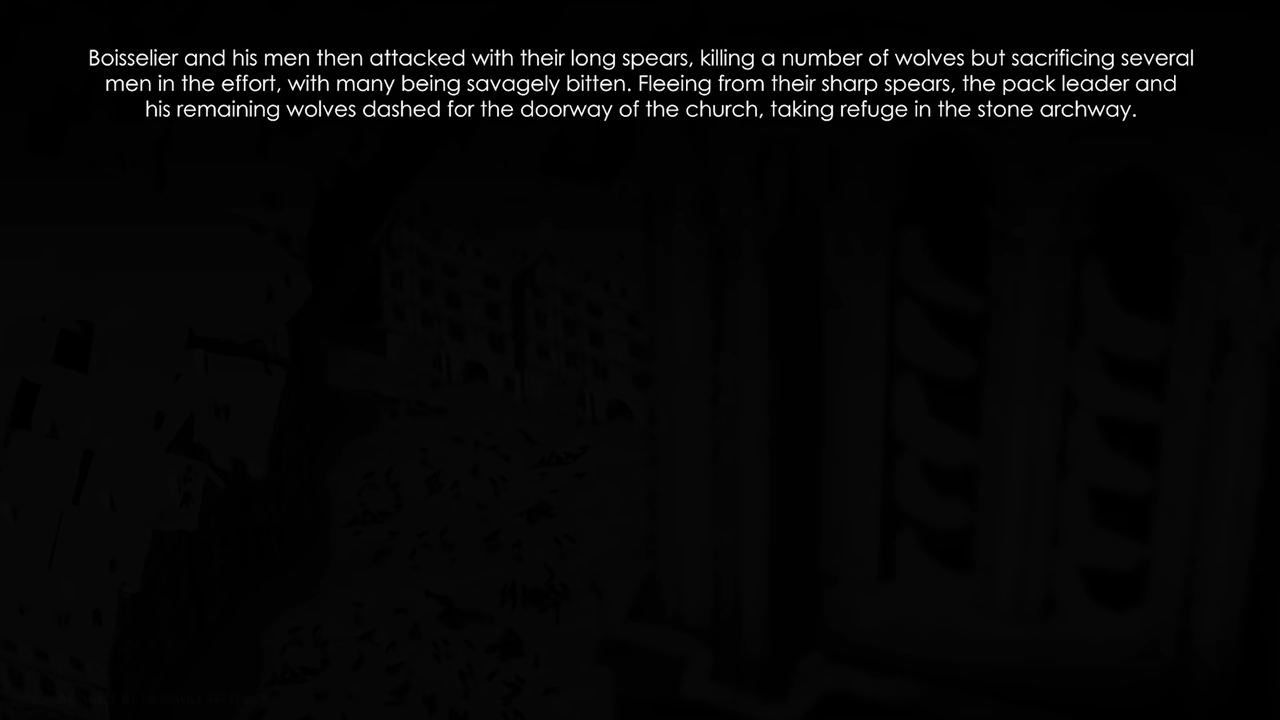 Boisselier and his men then attacked with their long spears, killing a number of wolves but sacrificing several
men in the effort, with many being savagely bitten. Fleeing from their sharp spears, the pack leader and
his remaining wolves dashed for the doorway of the church, taking refuge in the stone archway.